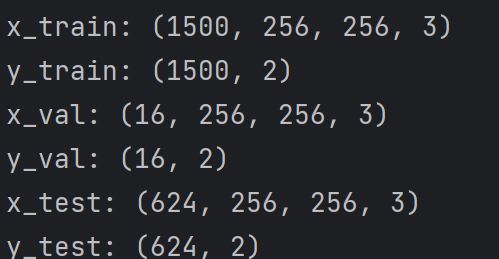 x_train: (1500, 256, 256, 3)
y_train: (1500, 2)
x_val: (16, 256, 256, 3)
y_val: (16, 2)
x_test: (624, 256, 256, 3)
y_test: (624, 2)